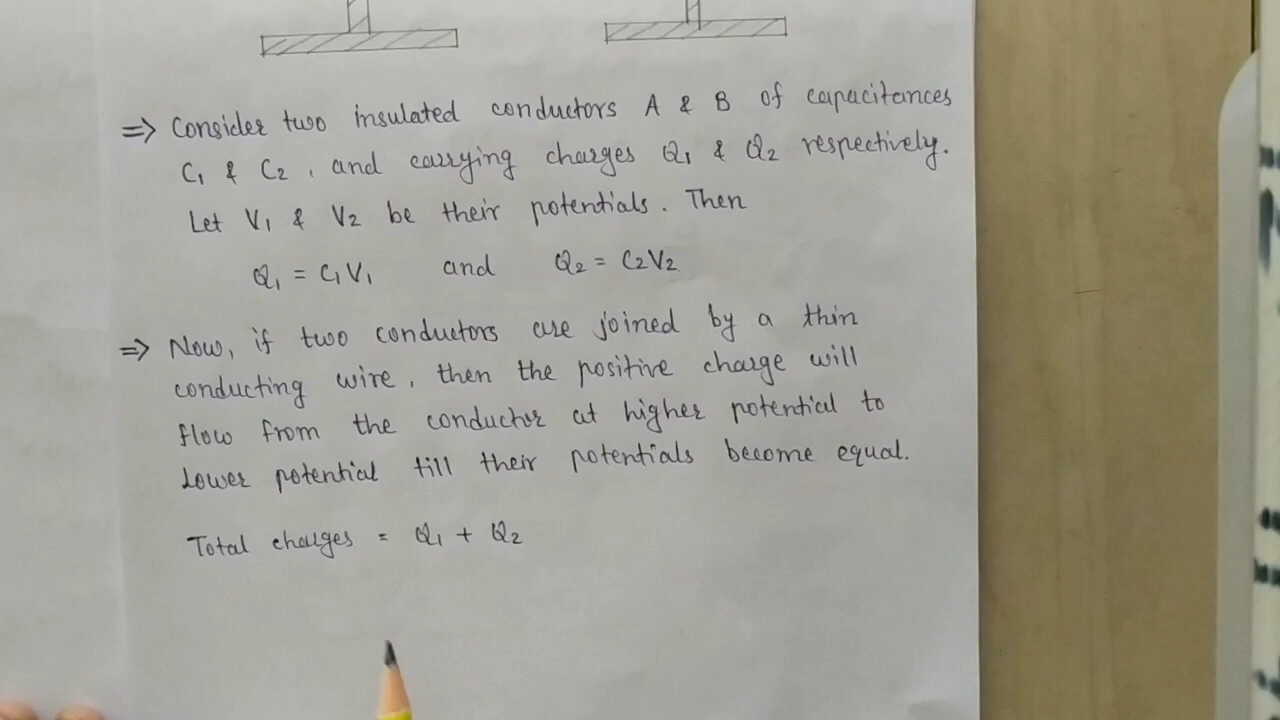 => Consider two insulated conductors A & B of capacitances
C1 & C2, and carrying charges Q1 & Q2 respectively.
Let V1 & V2 be their potentials. Then
Q1 = C1V1 and Q2 = C2V2
=> Now, if two conductors are joined by a thin
conducting wire, then the positive charge will
flow from the conductor at higher potential to
Lower potential till their potentials become equal.
Total charges = Q1 + Q2